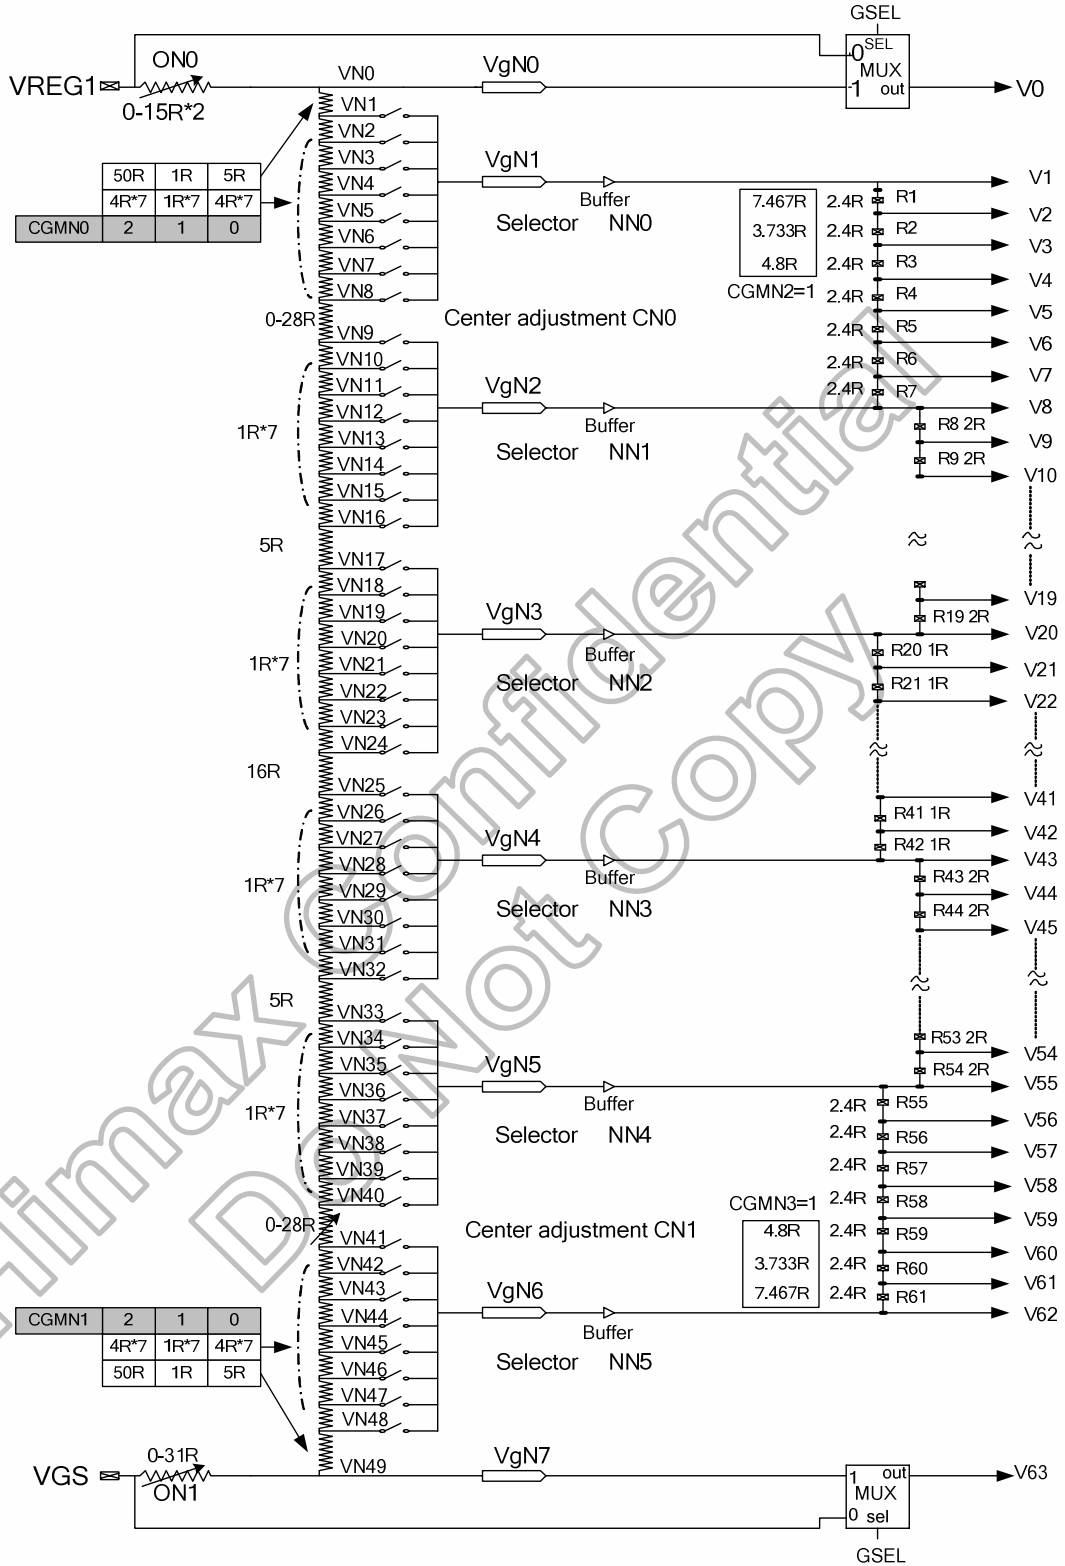 GSEL
ON0
VN0
VgN0
0 SEL
MUX
VREG1
1 out
V0
0-15R*2
VN1
VN2
VN3
VgN1
V1
50R 1R 5R
VN4
7.467R 2.4R R1
4R*7 1R*7 4R*7
Buffer
V2
VN5
Selector NN0
3.733R 2.4R R2
CGMN0 2 1 0
VN6
V3
4.8R 2.4R R3
VN7
V4
VN8
CGMN2=1 2.4R R4
0-28R
Center adjustment CN0
V5
VN9
2.4R R5
V6
VN10
2.4R R6
VN11
VgN2
V7
2.4R R7
VN12
V8
Buffer
R8 2R
1R*7
VN13
Selector NN1
V9
VN14
R9 2R
V10
VN15
VN16
5R
VN17
VN18
V19
VN19
VgN3
R19 2R
VN20
V20
Buffer
R20 1R
1R*7
VN21
V21
VN22
Selector NN2
R21 1R
V22
VN23
VN24
16R
VN25
V41
VN26
R41 1R
VN27
VgN4
V42
R42 1R
VN28
V43
1R*7
Buffer
R43 2R
VN29
V44
Selector NN3
R44 2R
VN30
V45
VN31
VN32
5R
VN33
VN34
R53 2R
V54
VN35
VgN5
R54 2R
V55
VN36
Buffer
2.4R R55
1R*7
VN37
V56
Selector NN4
2.4R R56
VN38
V57
VN39
2.4R R57
V58
VN40
CGMN3=1 2.4R R58
0-28R
V59
Center adjustment CN1
4.8R 2.4R R59
VN41
V60
VN42
3.733R 2.4R R60
VN43
VgN6
V61
7.467R 2.4R R61
VN44
V62
CGMN1 2 1 0
Buffer
VN45
4R*7 1R*7 4R*7
Selector NN5
VN46
50R 1R 5R
VN47
VN48
0-31R
VN49
VgN7
1 out
V63
VGS
ON1
MUX
0 sel
GSEL
Himax Confidential
Do Not Copy